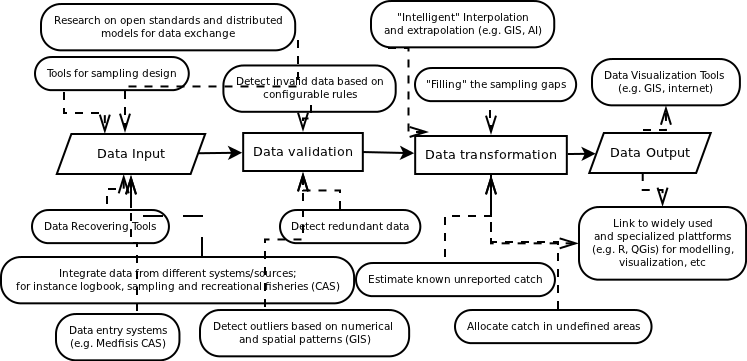 Research on open standards and distributed
models for data exchange
"Intelligent" Interpolation
and extrapolation (e.g. GIS, AI)
Tools for sampling design
Detect invalid data based on
configurable rules
"Filling" the sampling gaps
Data Visualization Tools
(e.g. GIS, internet)
Data Input
Data validation
Data transformation
Data Output
Data Recovering Tools
Detect redundant data
Link to widely used
and specialized plattforms
(e.g. R, QGis) for modelling,
visualization, etc
Integrate data from different systems/sources;
for instance logbook, sampling and recreational fisheries (CAS)
Estimate known unreported catch
Data entry systems
(e.g. Medfisis CAS)
Detect outliers based on numerical
and spatial patterns (GIS)
Allocate catch in undefined areas